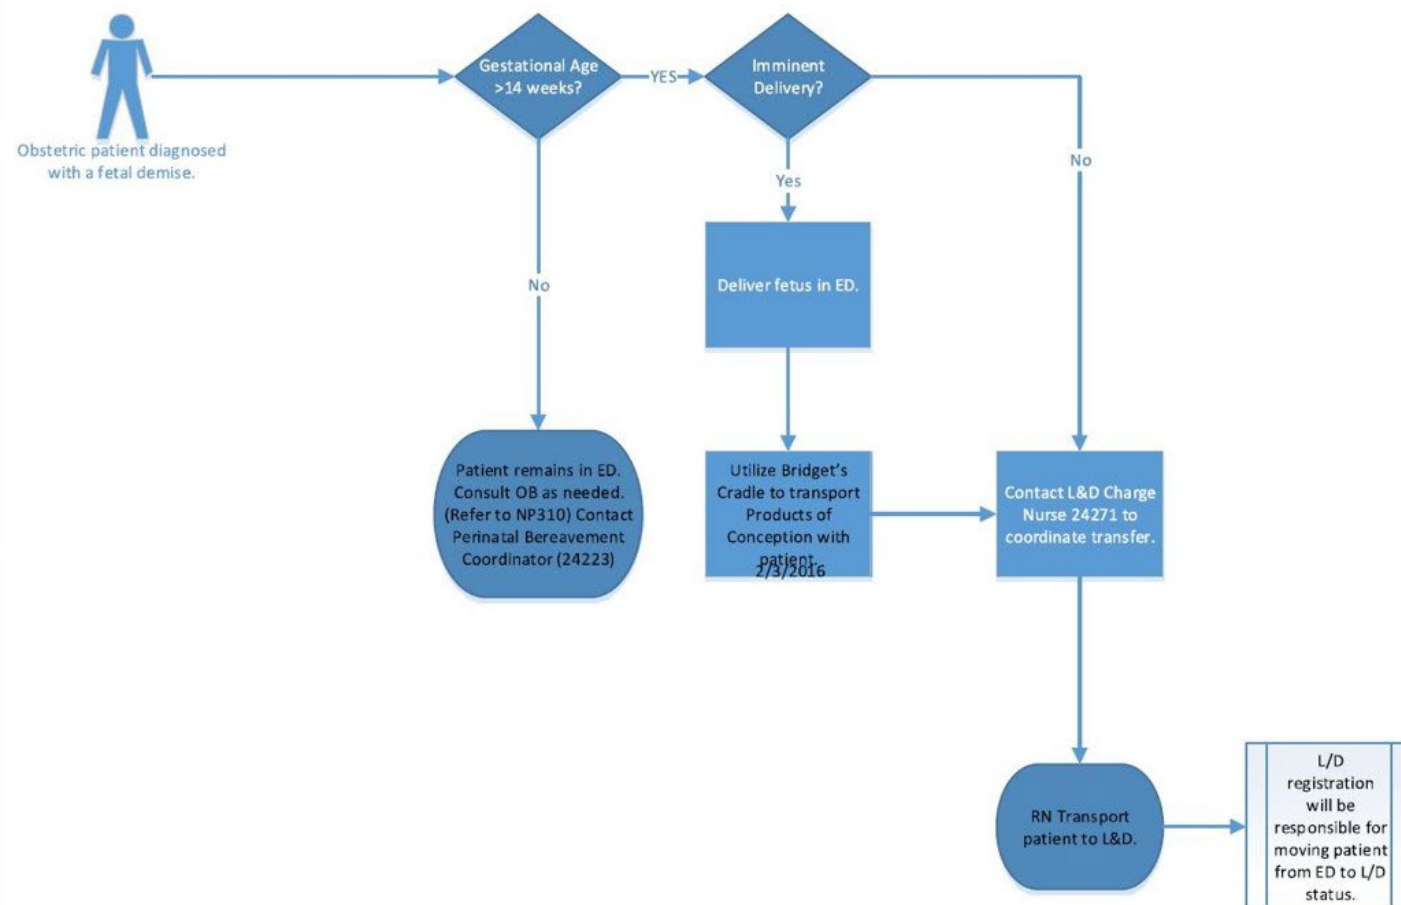 Obstetric patient diagnosed
with a fetal demise.
Gestational Age
>14 weeks?
YES
Imminent
Delivery?
No
Yes
No
Deliver fetus in ED.
Patient remains in ED.
Consult OB as needed.
(Refer to NP310) Contact
Perinatal Bereavement
Coordinator (24223)
Utilize Bridget's
Cradle to transport
Products of
Conception with
patient.
2/3/2016
Contact L&D Charge
Nurse 24271 to
coordinate transfer.
RN Transport
patient to L&D.
L/D
registration
will be
responsible for
moving patient
from ED to L/D
status.